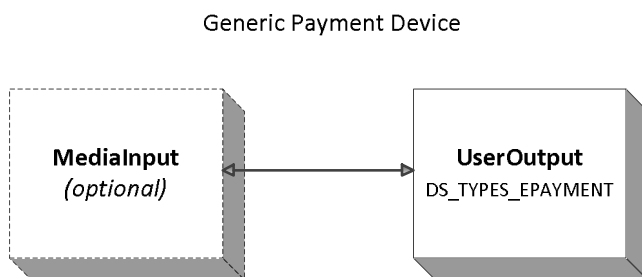 Generic Payment Device
MediaInput
(optional)
UserOutput
DS_TYPES_EPAYMENT